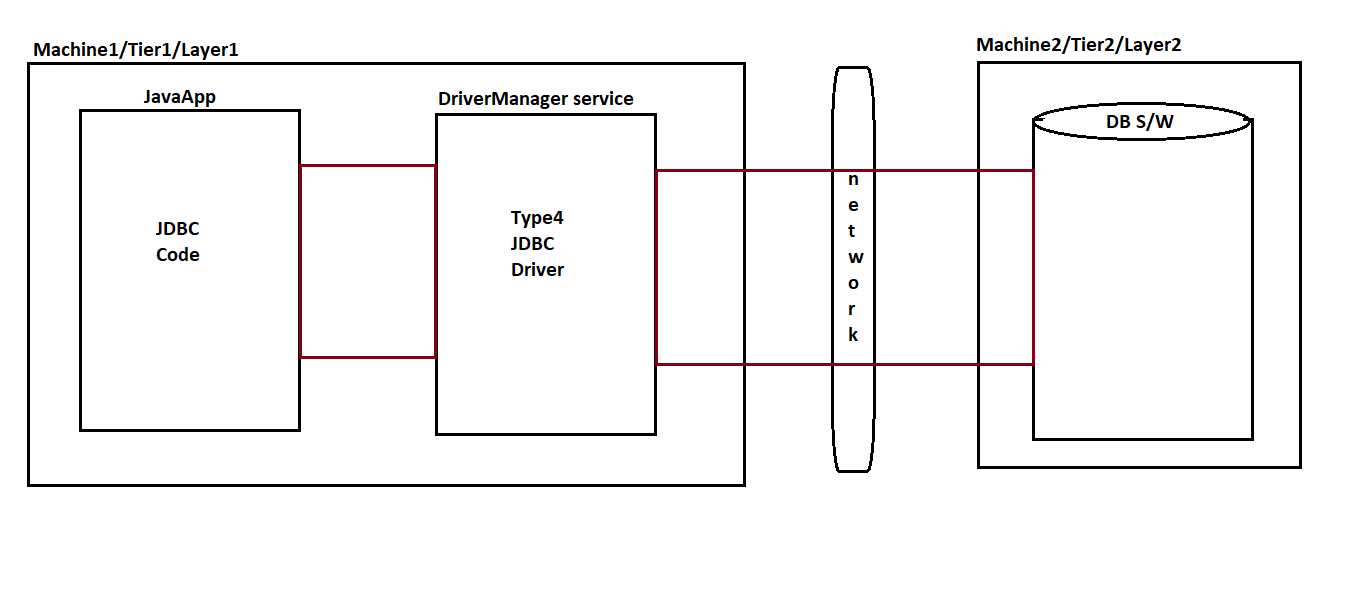 Machine1/Tier1/Layer1
JavaApp
JDBC
Code
DriverManager service
Type4
JDBC
Driver
n
e
t
w
o
r
k
Machine2/Tier2/Layer2
DB S/W